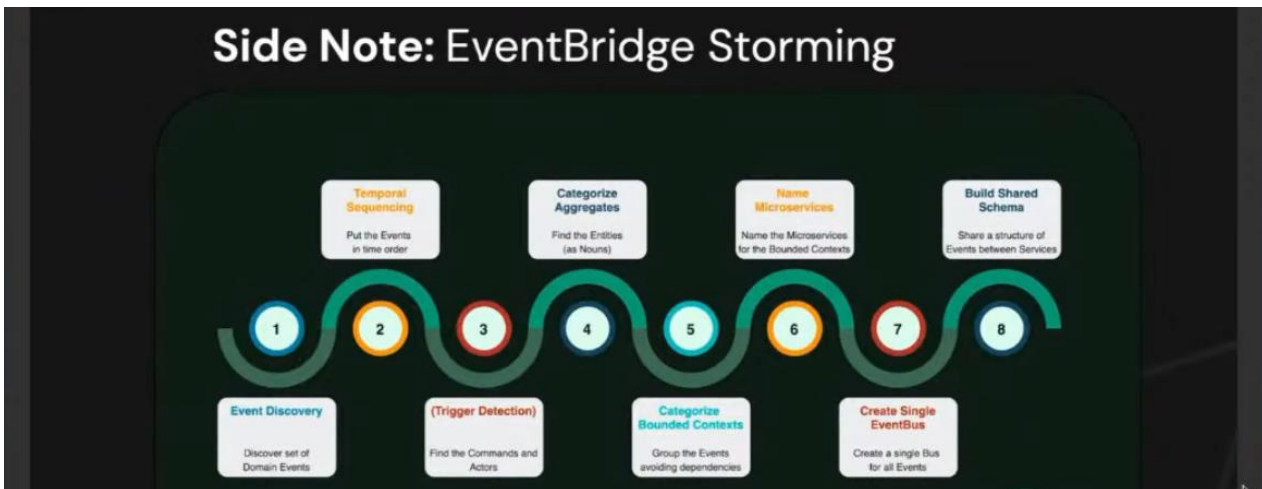 Side Note: EventBridge Storming
Temporal
Sequencing
Put the Events
in time order
Categorize
Aggregates
Find the Entities
(as Nouns)
Name
Microservices
Name the Microservices
for the Bounded Contexts
Build Shared
Schema
Share a structure of
Events between Services
1
2
3
4
5
6
7
8
Event Discovery
Discover set of
Domain Events
(Trigger Detection)
Find the Commands and
Actors
Categorize
Bounded Contexts
Group the Events
avoiding dependencies
Create Single
EventBus
Create a single Bus
for all Events